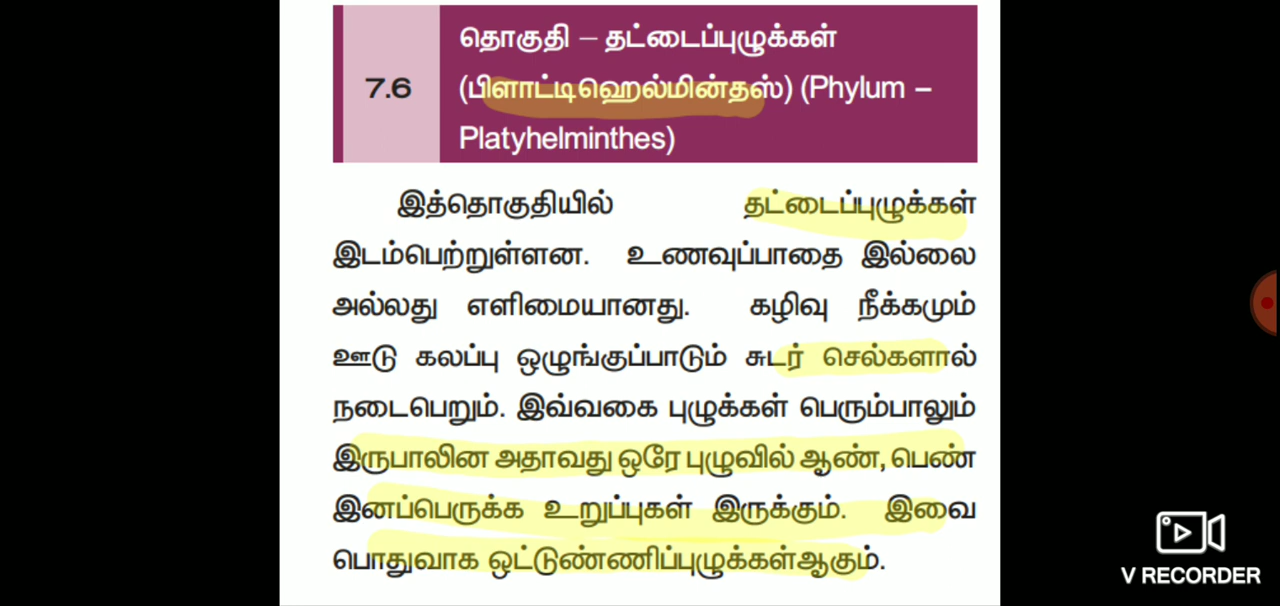 7.6
தொகுதி – தட்டைப்புழுக்கள்
(பிளாட்டிஹெல்மின்தஸ்) (Phylum –
Platyhelminthes)
இத்தொகுதியில் தட்டைப்புழுக்கள்
இடம்பெற்றுள்ளன. உணவுப்பாதை இல்லை
அல்லது எளிமையானது. கழிவு நீக்கமும்
ஊடு கலப்பு ஒழுங்குப்பாடும் சுடர் செல்களால்
நடைபெறும். இவ்வகை புழுக்கள் பெரும்பாலும்
இருபாலின அதாவது ஒரே புழுவில் ஆண், பெண்
இனப்பெருக்க உறுப்புகள் இருக்கும். இவை
பொதுவாக ஒட்டுண்ணிப்புழுக்கள்ஆகும்.
V RECORDER